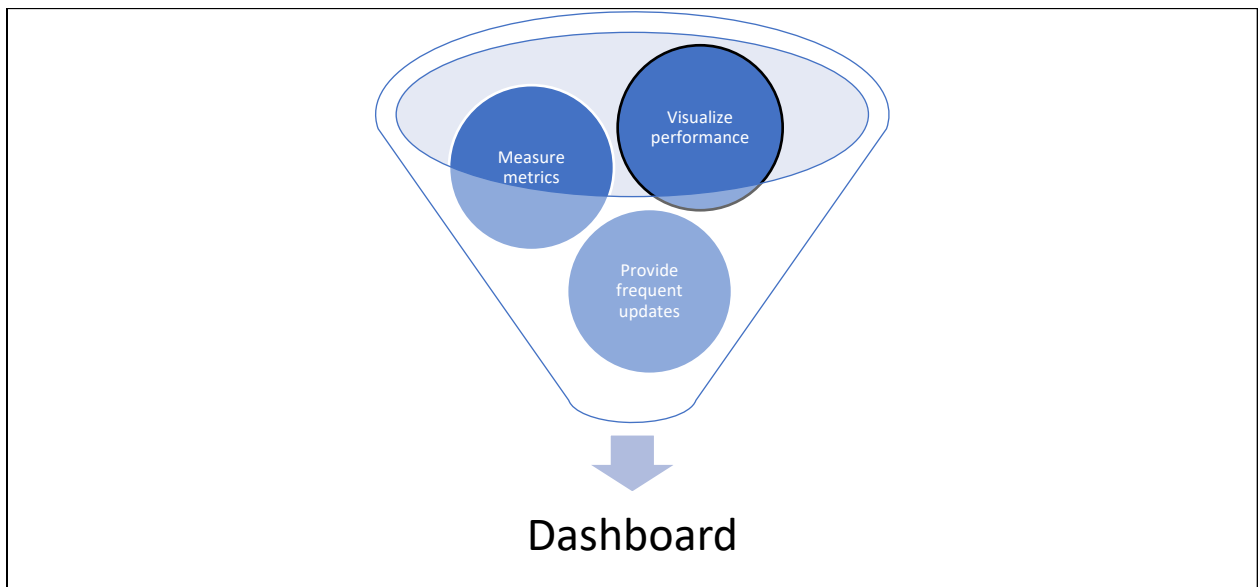 Visualize
performance
Measure
metrics
Provide
frequent
updates
Dashboard